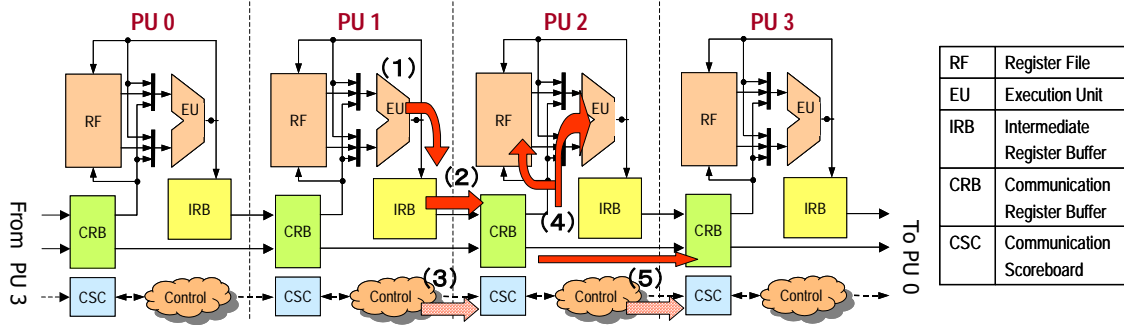 PU 0
PU 1
PU 2
PU 3
(1)
EU
EU
EU
EU
RF
RF
RF
RF
(2)
IRB
IRB
IRB
IRB
(4)
CRB
CRB
CRB
CRB
From PU 3
To PU 0
(3)
(5)
CSC
Control
CSC
Control
CSC
Control
CSC
Control
RF Register File
EU Execution Unit
IRB Intermediate
Register Buffer
CRB Communication
Register Buffer
CSC Communication
Scoreboard